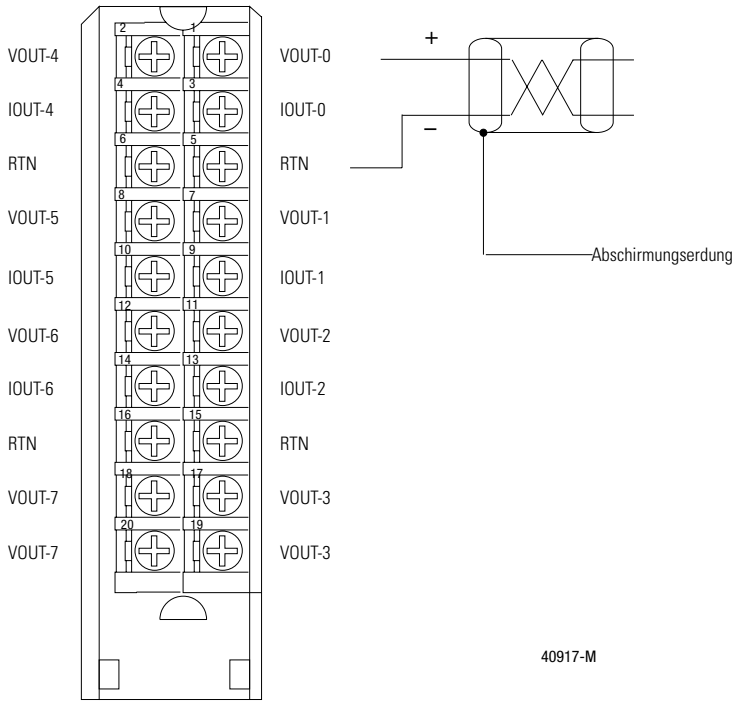 2 1
VOUT-4 VOUT-0 +
4 3
IOUT-4 IOUT-0
6 5 –
RTN RTN
8 7
VOUT-5 VOUT-1
10 9 Abschirmungserdung
IOUT-5 IOUT-1
12 11
VOUT-6 VOUT-2
14 13
IOUT-6 IOUT-2
16 15
RTN RTN
18 17
VOUT-7 VOUT-3
20 19
VOUT-7 VOUT-3
40917-M